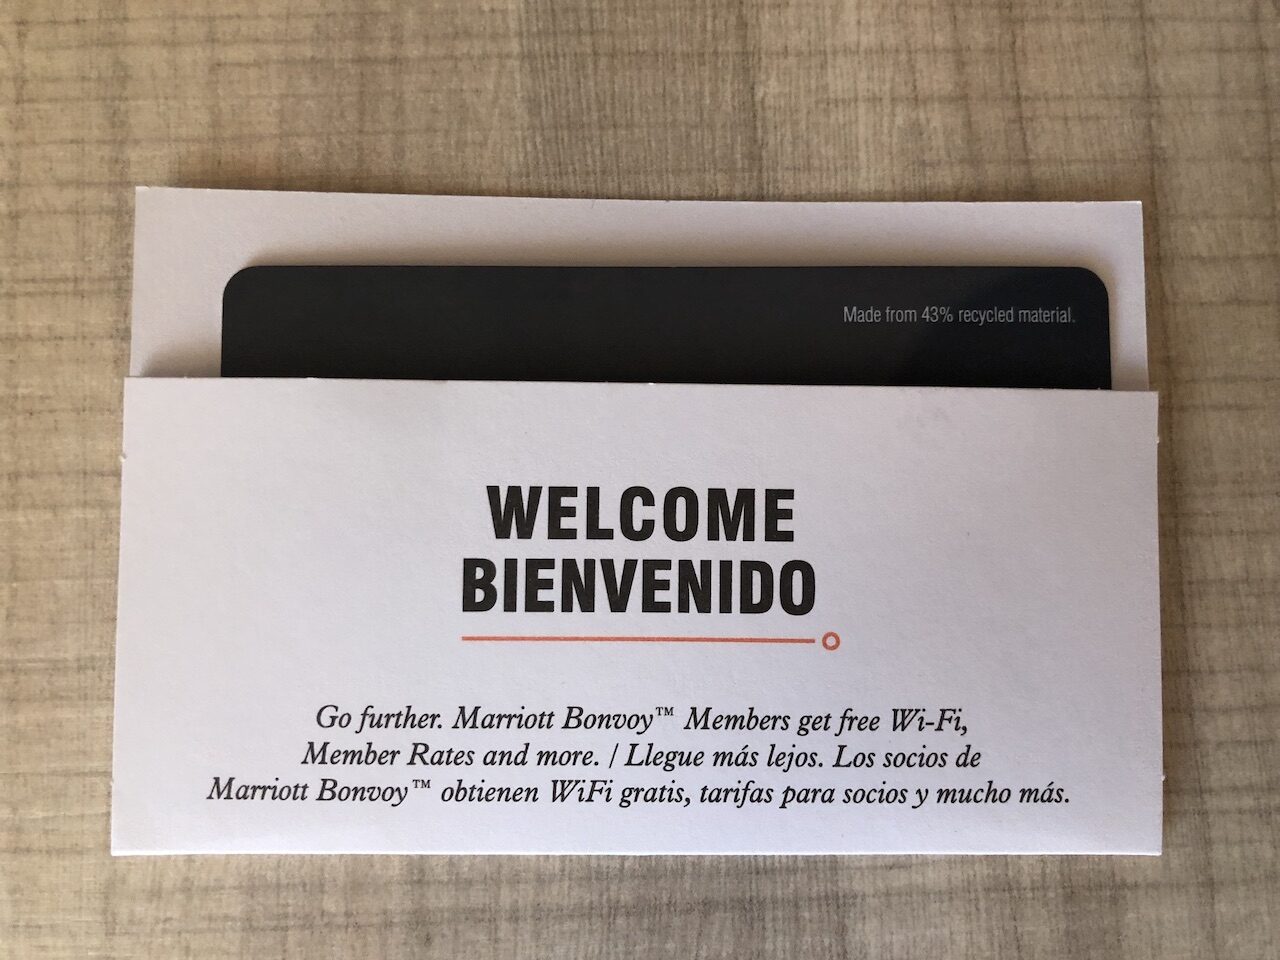 Made from 43% recycled material.
WELCOME
BIENVENIDO
Go further. Marriott Bonvoy™ Members get free Wi-Fi,
Member Rates and more. / Llegue más lejos. Los socios de
Marriott Bonvoy™ obtienen WiFi gratis, tarifas para socios y mucho más.